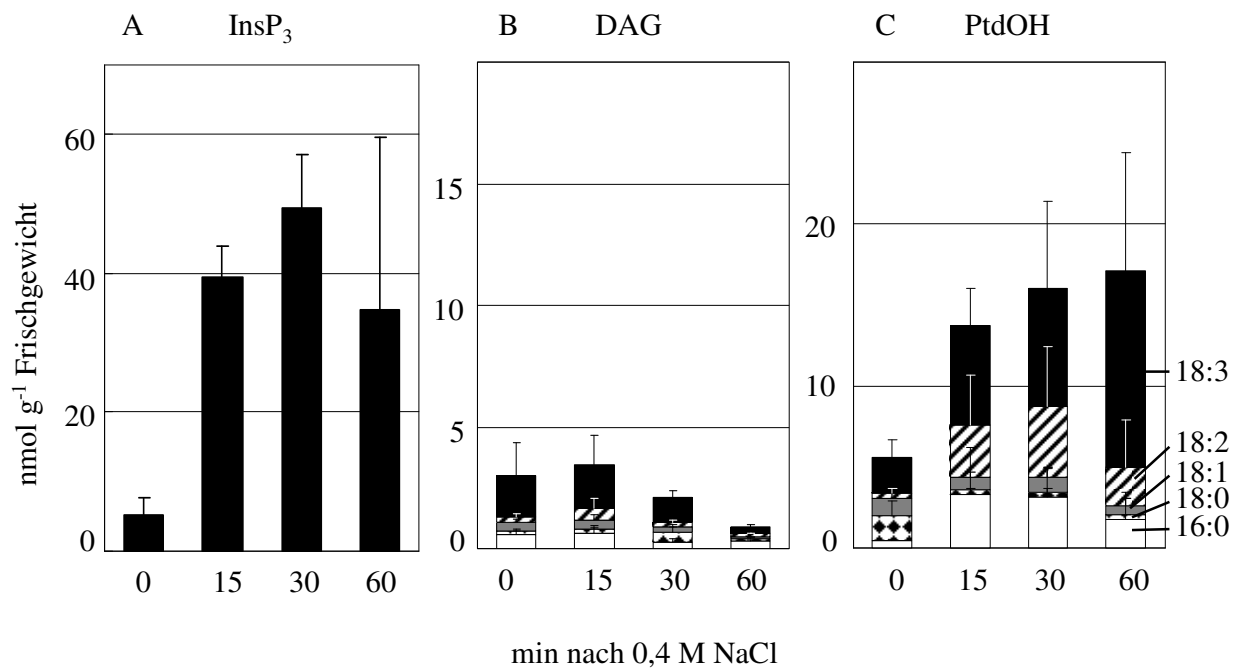 A InsP₃
B DAG
C PtdOH
nmol g⁻¹ Frischgewicht
60
40
20
0
0 15 30 60
15
10
5
0
0 15 30 60
20
10
0
0 15 30 60
18:3
18:2
18:1
18:0
16:0
min nach 0,4 M NaCl